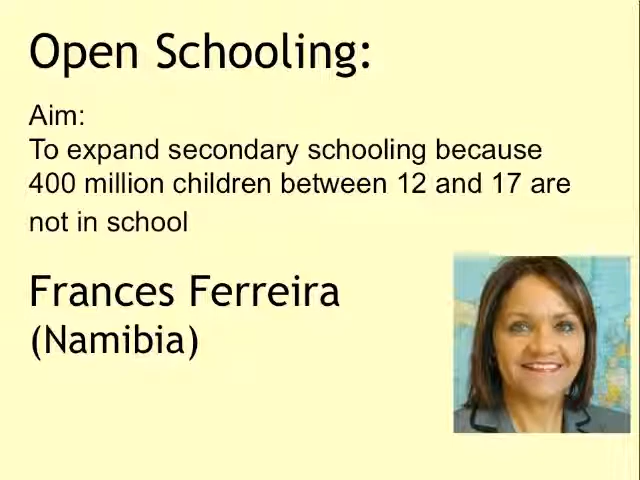 Open Schooling:
Aim:
To expand secondary schooling because
400 million children between 12 and 17 are
not in school
Frances Ferreira
(Namibia)